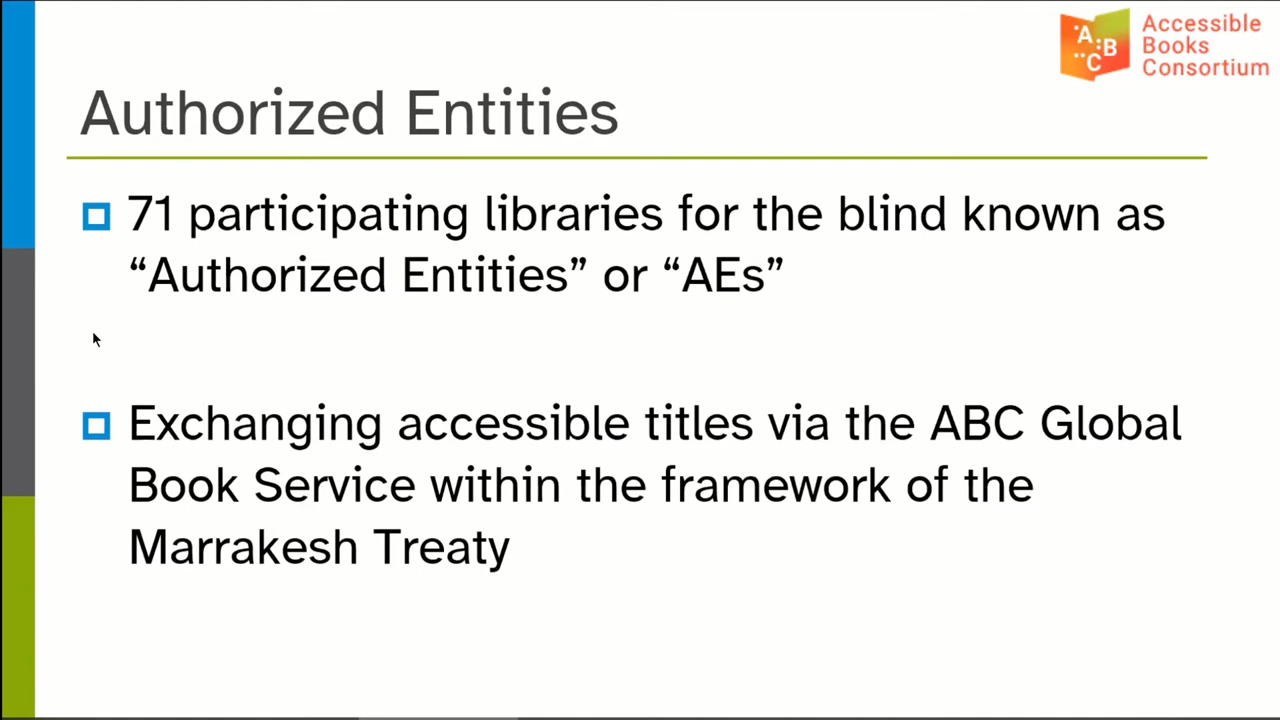 Accessible
Books
Consortium
A
B
C
Authorized Entities
71 participating libraries for the blind known as
“Authorized Entities” or “AEs”
Exchanging accessible titles via the ABC Global
Book Service within the framework of the
Marrakesh Treaty